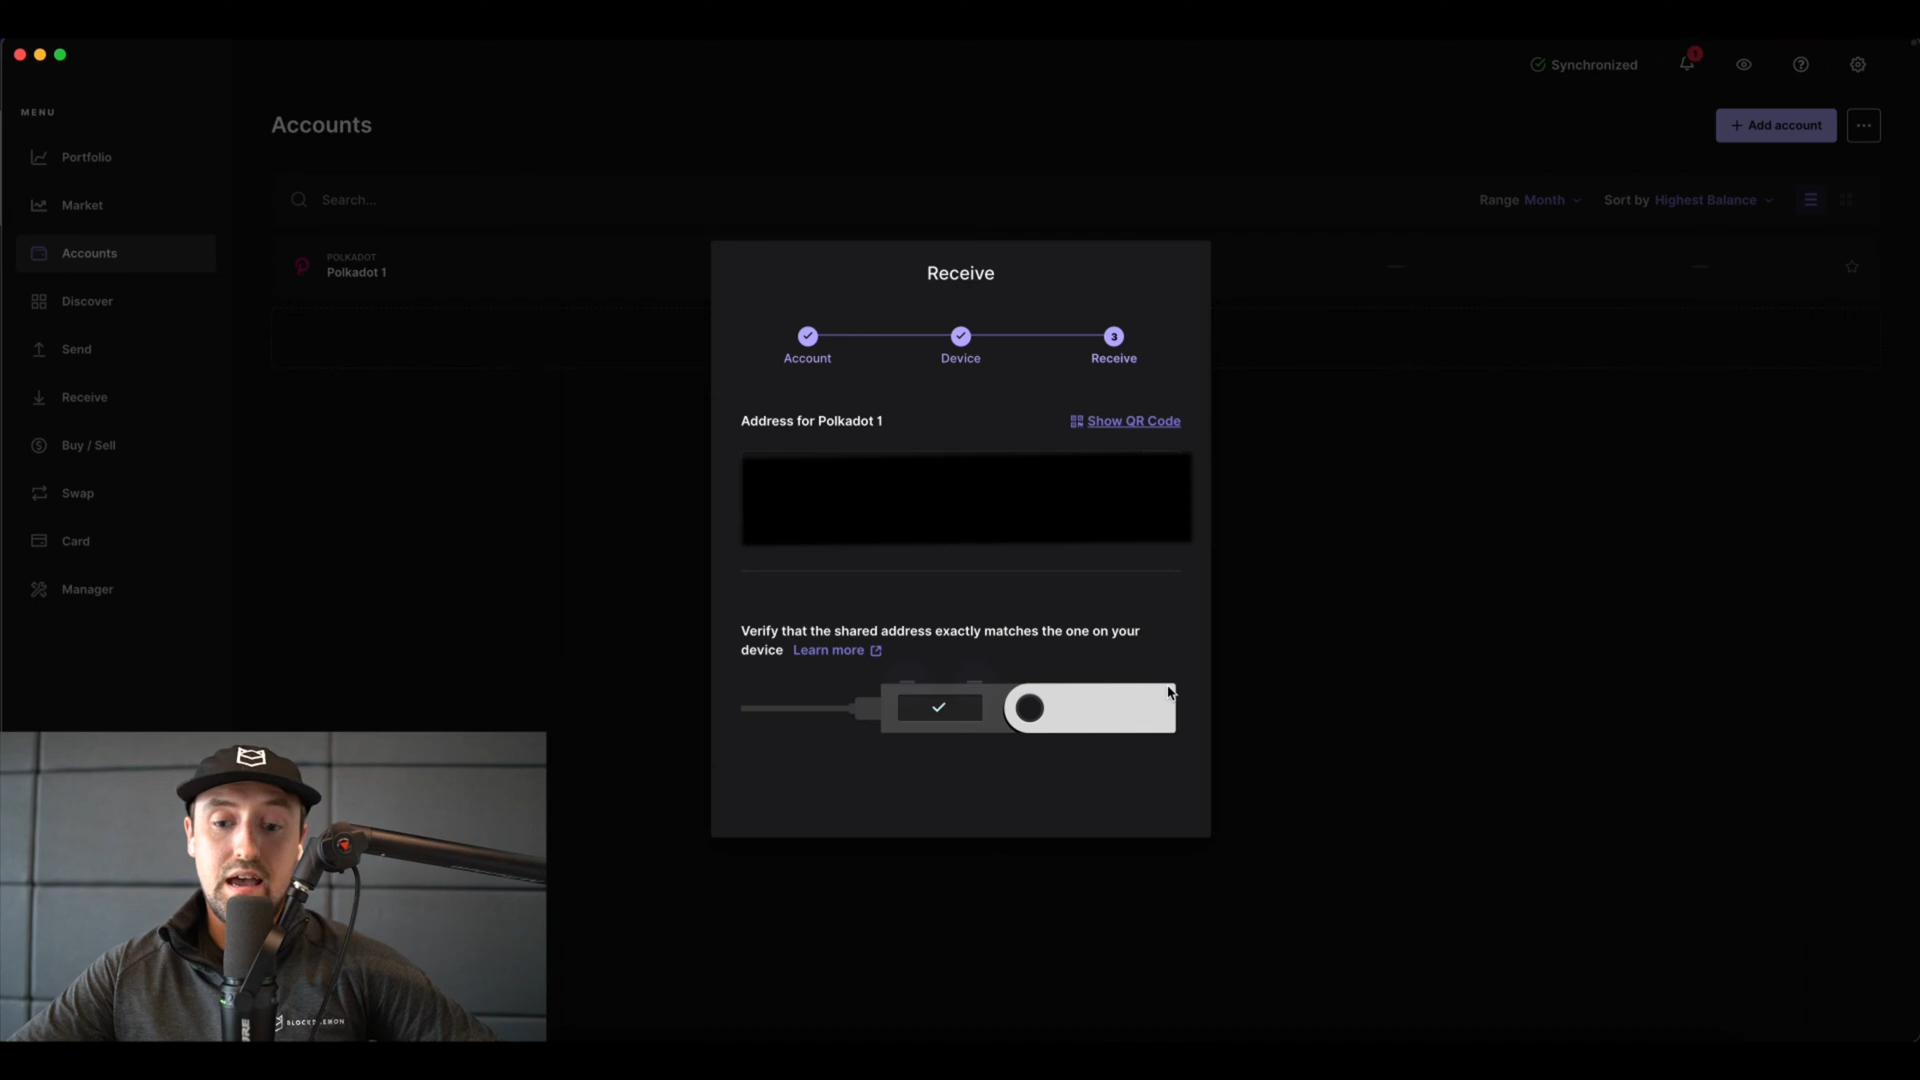 Synchronized
1
MENU
Accounts
+ Add account
Portfolio
Search...
Range Month
Sort by Highest Balance
Market
Accounts
POLKADOT
Polkadot 1
Discover
Send
Receive
Buy / Sell
Swap
Card
Manager
Receive
3
Account
Device
Receive
Address for Polkadot 1
Show QR Code
Verify that the shared address exactly matches the one on your
device Learn more